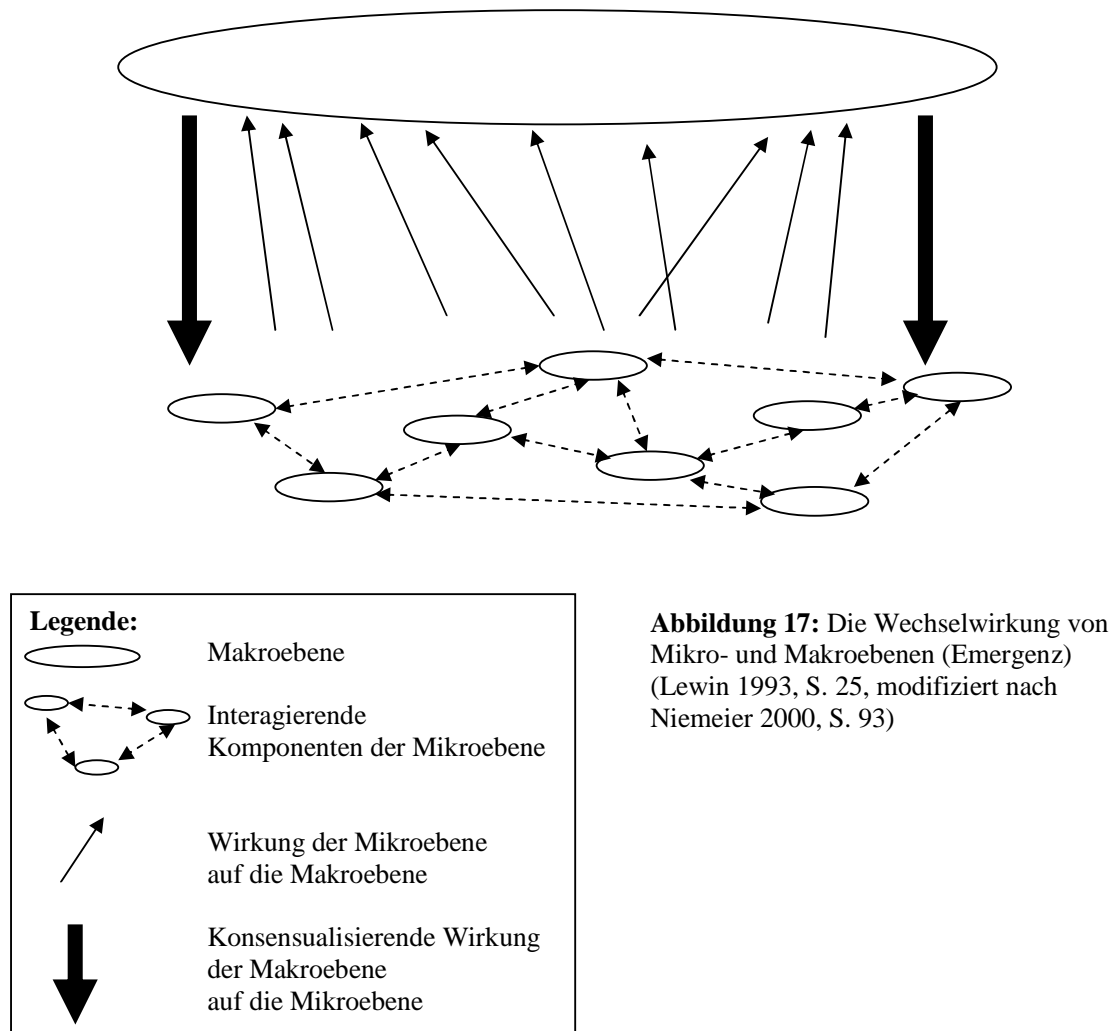 Legende:
Makroebene
Interagierende
Komponenten der Mikroebene
Wirkung der Mikroebene
auf die Makroebene
Konsensualisierende Wirkung
der Makroebene
auf die Mikroebene
Abbildung 17: Die Wechselwirkung von
Mikro- und Makroebenen (Emergenz)
(Lewin 1993, S. 25, modifiziert nach
Niemeier 2000, S. 93)